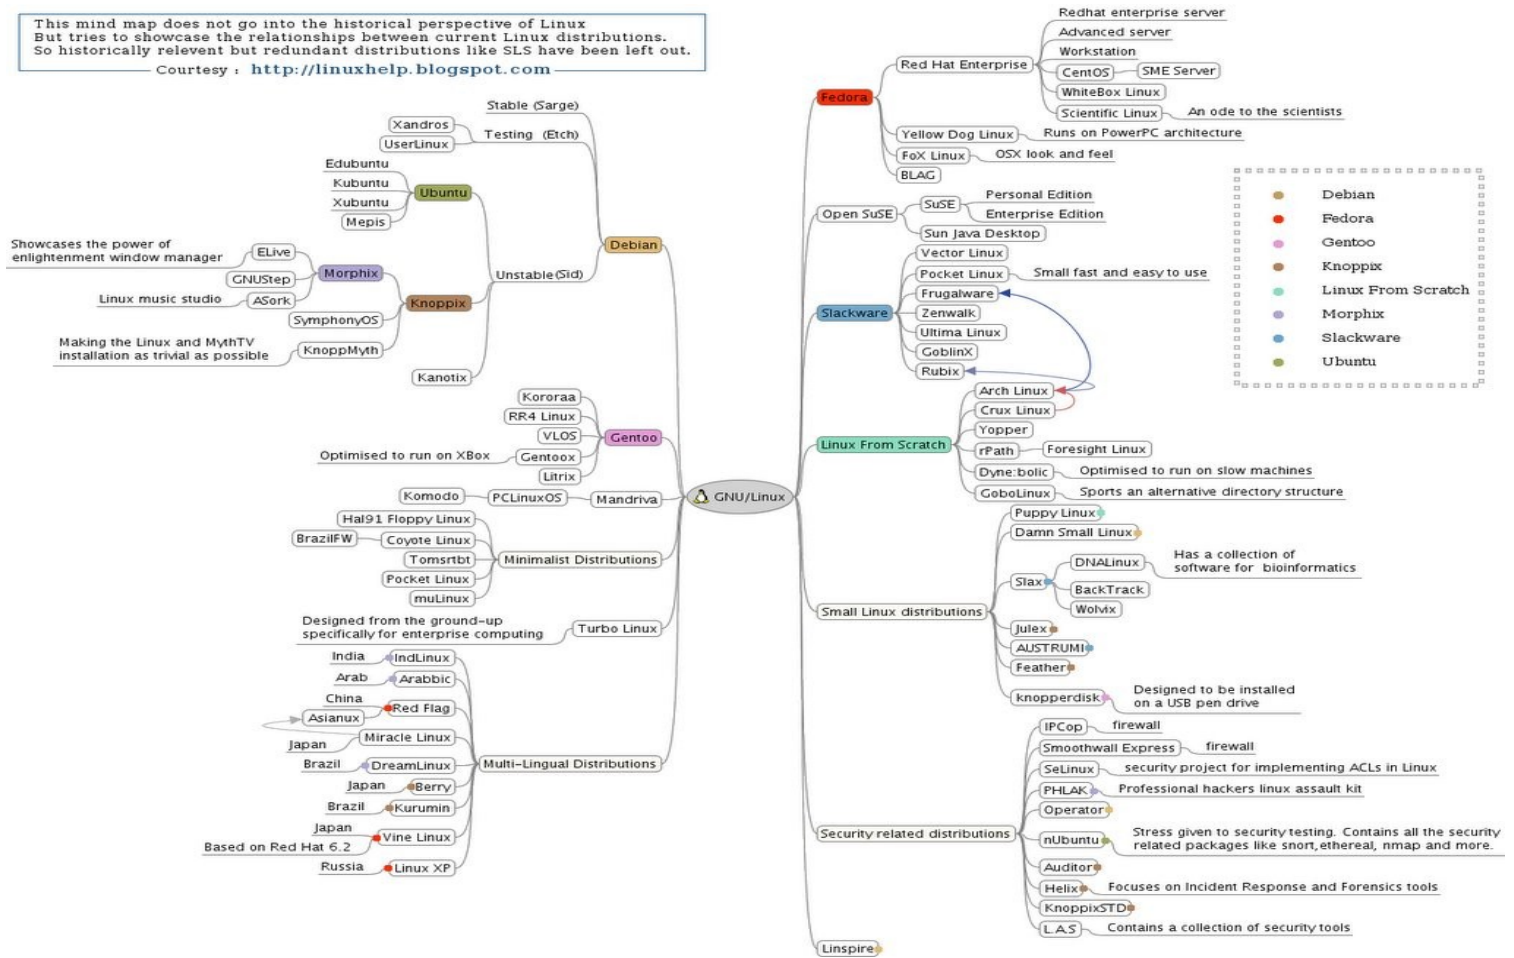 This mind map does not go into the historical perspective of Linux
But tries to showcase the relationships between current Linux distributions.
So historically relevent but redundant distributions like SLS have been left out.
Courtesy : http://linuxhelp.blogspot.com
GNU/Linux
Debian
Stable (Sarge)
Testing (Etch)
Xandros
UserLinux
Unstable(Sid)
Ubuntu
Edubuntu
Kubuntu
Xubuntu
Mepis
Knoppix
Morphix
ELive
Showcases the power of
enlightenment window manager
GNUStep
ASork
Linux music studio
SymphonyOS
KnoppMyth
Making the Linux and MythTV
installation as trivial as possible
Kanotix
Gentoo
Kororaa
RR4 Linux
VLOS
Gentoox
Optimised to run on XBox
Litrix
Mandriva
PCLinuxOS
Komodo
Minimalist Distributions
Hal91 Floppy Linux
Coyote Linux
BrazilFW
Tomsrtbt
Pocket Linux
muLinux
Turbo Linux
Designed from the ground-up
specifically for enterprise computing
Multi-Lingual Distributions
IndLinux
India
Arabbic
Arab
Red Flag
China
Asianux
Miracle Linux
Japan
DreamLinux
Brazil
Berry
Japan
Kurumin
Brazil
Vine Linux
Japan
Based on Red Hat 6.2
Linux XP
Russia
Fedora
Red Hat Enterprise
Redhat enterprise server
Advanced server
Workstation
CentOS
SME Server
WhiteBox Linux
Scientific Linux
An ode to the scientists
Yellow Dog Linux
Runs on PowerPC architecture
FoX Linux
OSX look and feel
BLAG
Open SuSE
SuSE
Personal Edition
Enterprise Edition
Sun Java Desktop
Slackware
Vector Linux
Pocket Linux
Small fast and easy to use
Frugalware
Zenwalk
Ultima Linux
GoblinX
Rubix
Linux From Scratch
Arch Linux
Crux Linux
Yopper
rPath
Foresight Linux
Dyne:bolic
Optimised to run on slow machines
GoboLinux
Sports an alternative directory structure
Small Linux distributions
Puppy Linux
Damn Small Linux
Slax
DNALinux
Has a collection of
software for bioinformatics
BackTrack
Wolvix
Julex
AUSTRUMI
Feather
knopperdisk
Designed to be installed
on a USB pen drive
Security related distributions
IPCop
firewall
Smoothwall Express
firewall
SeLinux
security project for implementing ACLs in Linux
PHLAK
Professional hackers linux assault kit
Operator
nUbuntu
Stress given to security testing. Contains all the security
related packages like snort,ethereal, nmap and more.
Auditor
Helix
Focuses on Incident Response and Forensics tools
KnoppixSTD
L.A.S
Contains a collection of security tools
Linspire
Debian
Fedora
Gentoo
Knoppix
Linux From Scratch
Morphix
Slackware
Ubuntu